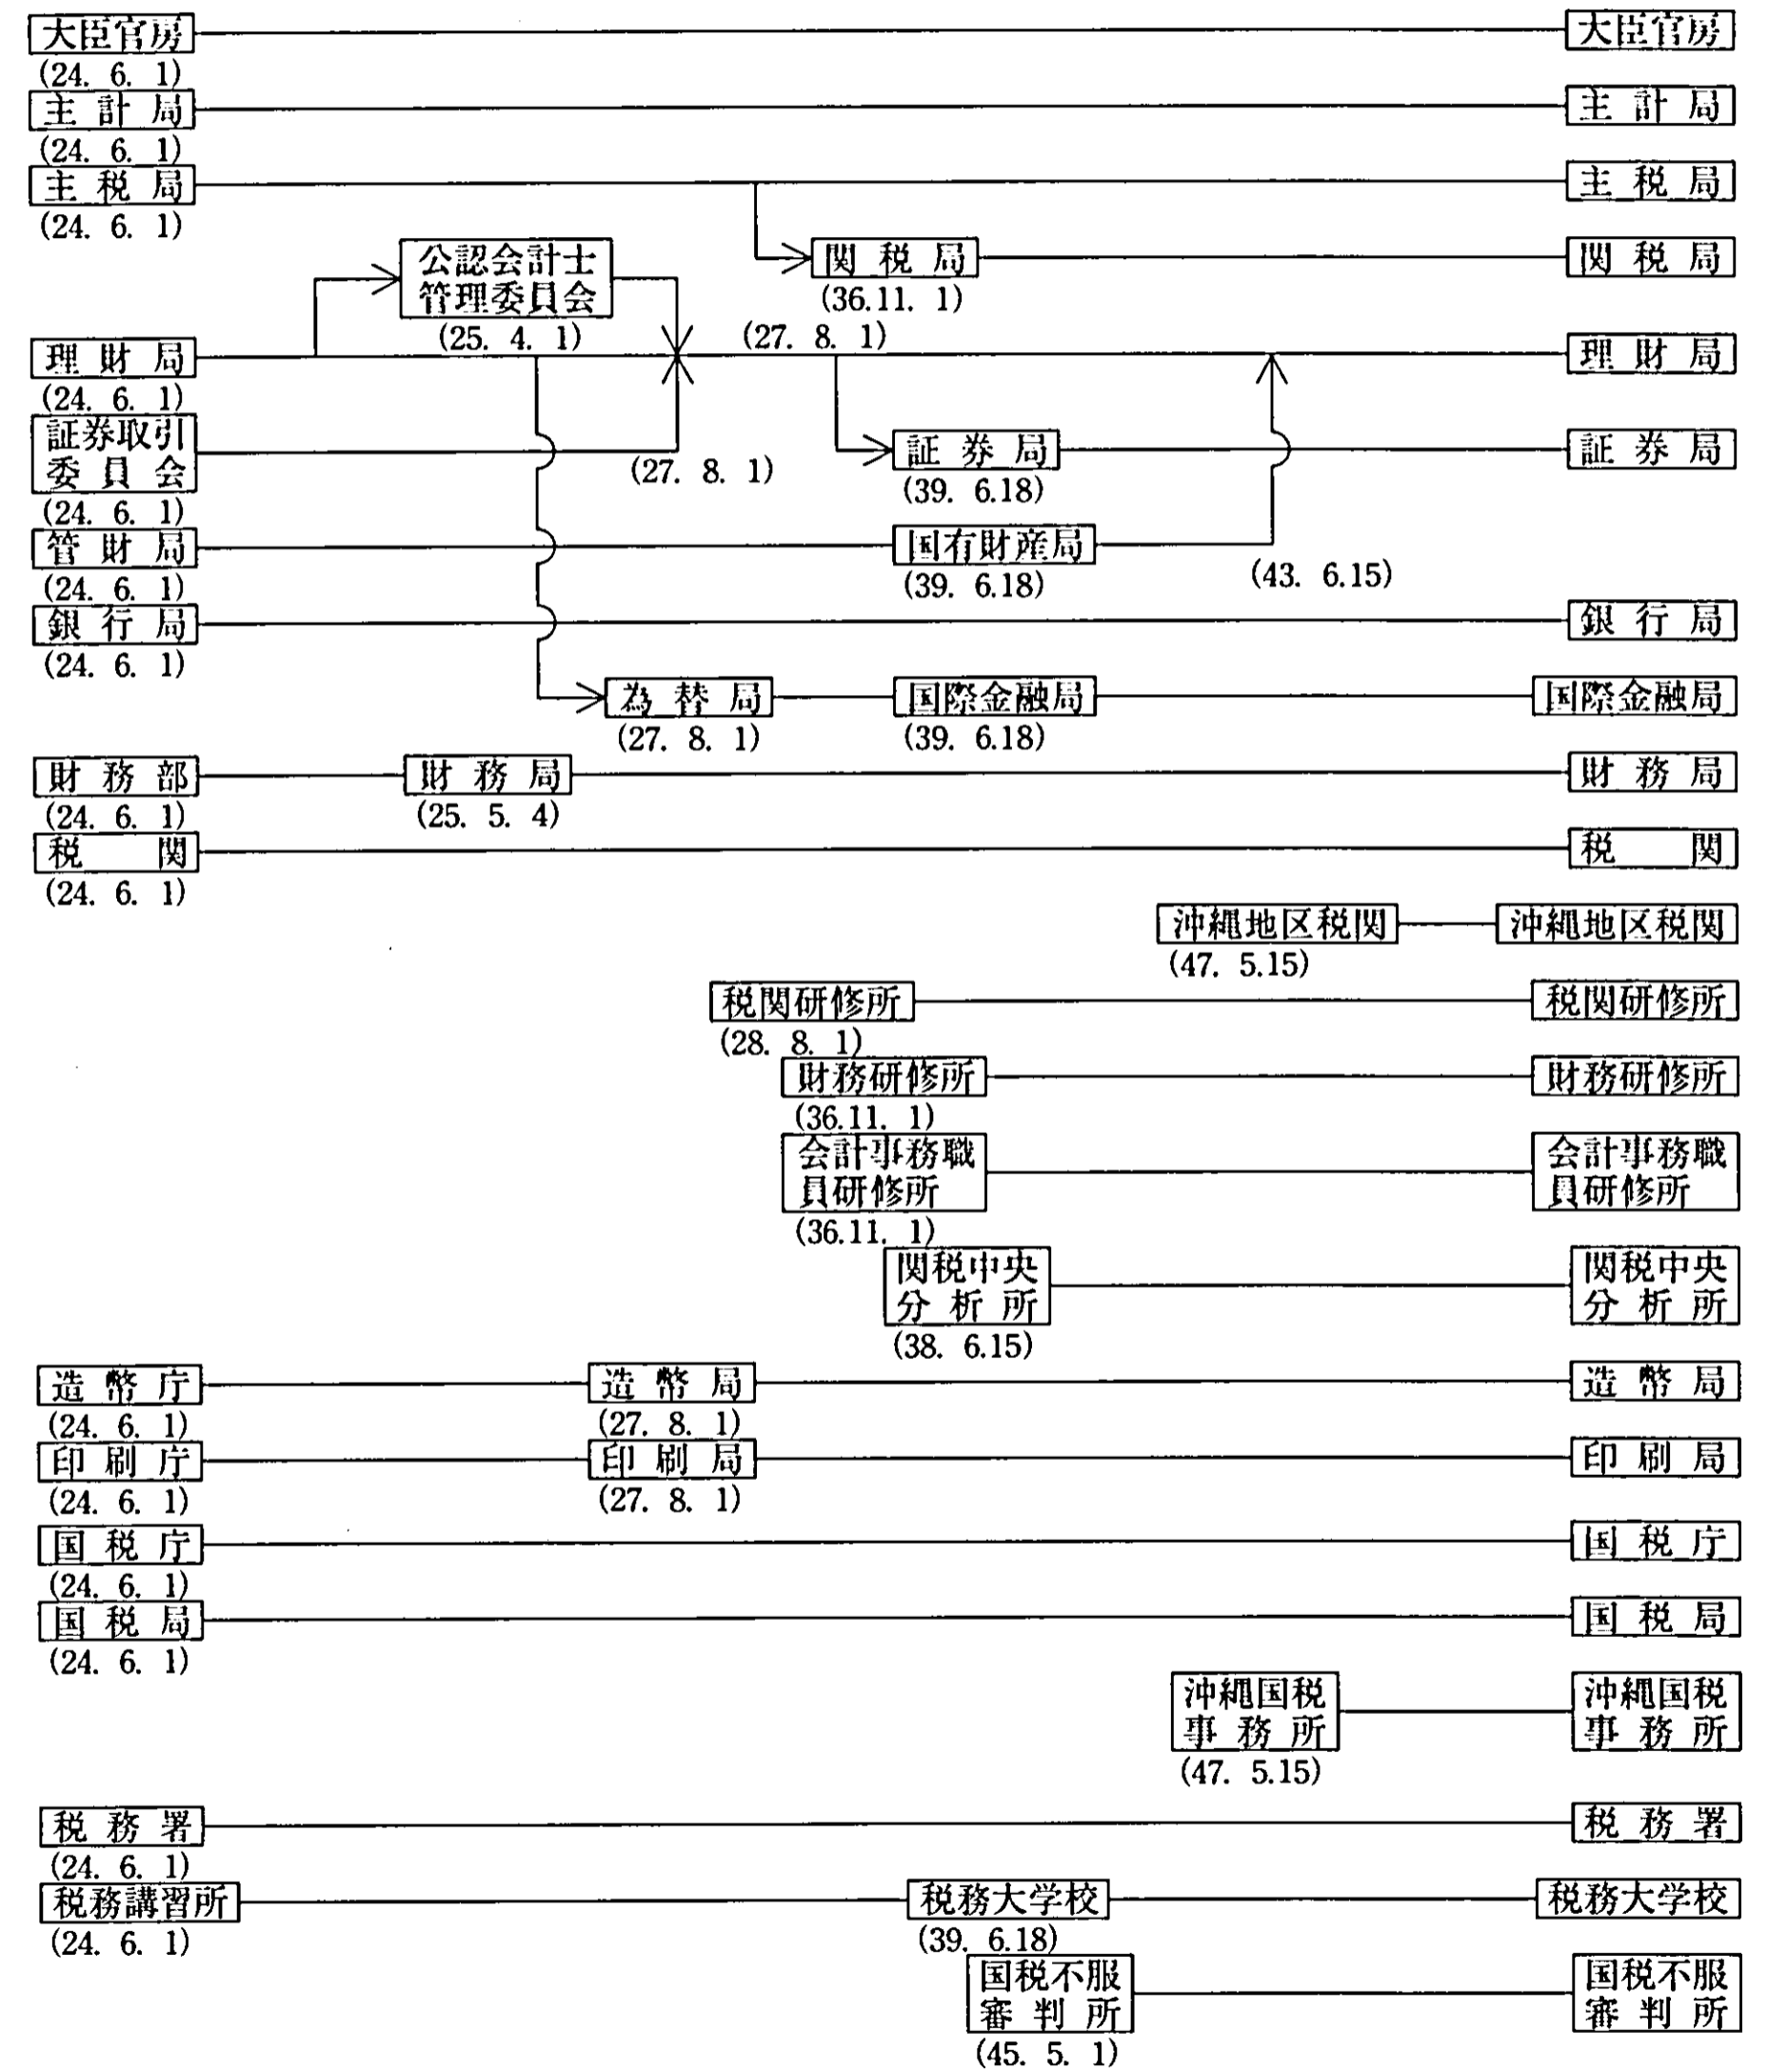 大臣官房 大臣官房
(24. 6. 1)
主計局 主計局
(24. 6. 1)
主税局 主税局
(24. 6. 1)
公認会計士
管理委員会
(25. 4. 1)
関税局 関税局
(36.11. 1)
(27. 8. 1)
理財局 理財局
(24. 6. 1)
証券取引
委員会
(24. 6. 1)
(27. 8. 1)
証券局 証券局
(39. 6.18)
管財局 国有財産局
(24. 6. 1) (39. 6.18) (43. 6.15)
銀行局 銀行局
(24. 6. 1)
為替局 国際金融局 国際金融局
(27. 8. 1) (39. 6.18)
財務部 財務局 財務局
(24. 6. 1) (25. 5. 4)
税関 税関
(24. 6. 1)
沖縄地区税関 沖縄地区税関
(47. 5.15)
税関研修所 税関研修所
(28. 8. 1)
財務研修所 財務研修所
(36.11. 1)
会計事務職 会計事務職
員研修所 員研修所
(36.11. 1)
関税中央 関税中央
分析所 分析所
(38. 6.15)
造幣庁 造幣局 造幣局
(24. 6. 1) (27. 8. 1)
印刷庁 印刷局 印刷局
(24. 6. 1) (27. 8. 1)
国税庁 国税庁
(24. 6. 1)
国税局 国税局
(24. 6. 1)
沖縄国税 沖縄国税
事務所 事務所
(47. 5.15)
税務署 税務署
(24. 6. 1)
税務講習所 税務大学校 税務大学校
(24. 6. 1) (39. 6.18)
国税不服 国税不服
審判所 審判所
(45. 5. 1)